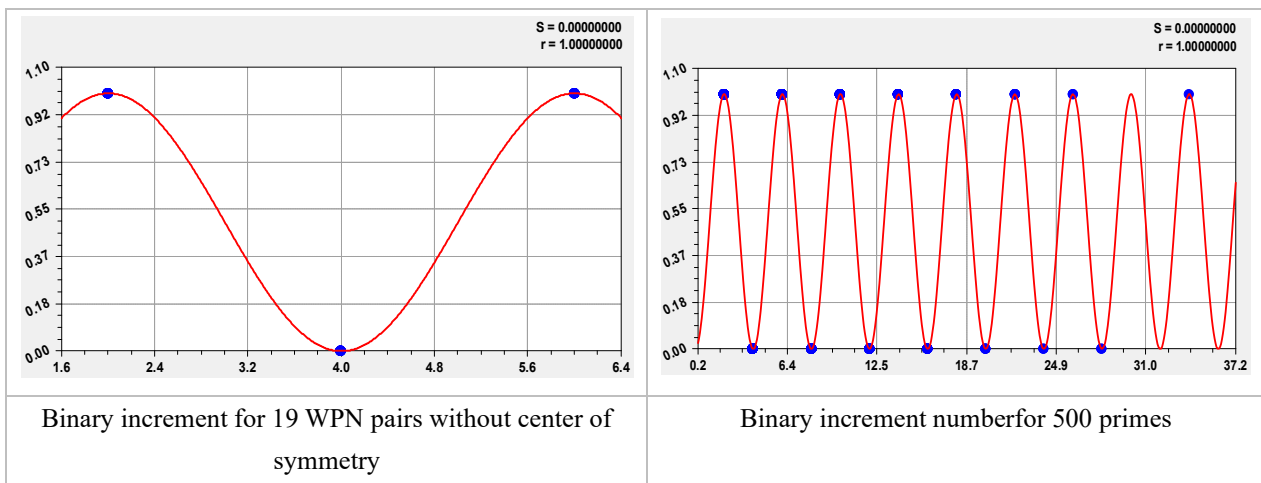 S = 0.00000000
r = 1.00000000
1.10
0.92
0.73
0.55
0.37
0.18
0.00
1.6 2.4 3.2 4.0 4.8 5.6 6.4
S = 0.00000000
r = 1.00000000
1.10
0.92
0.73
0.55
0.37
0.18
0.00
0.2 6.4 12.5 18.7 24.9 31.0 37.2
Binary increment for 19 WPN pairs without center of
symmetry
Binary increment numberfor 500 primes